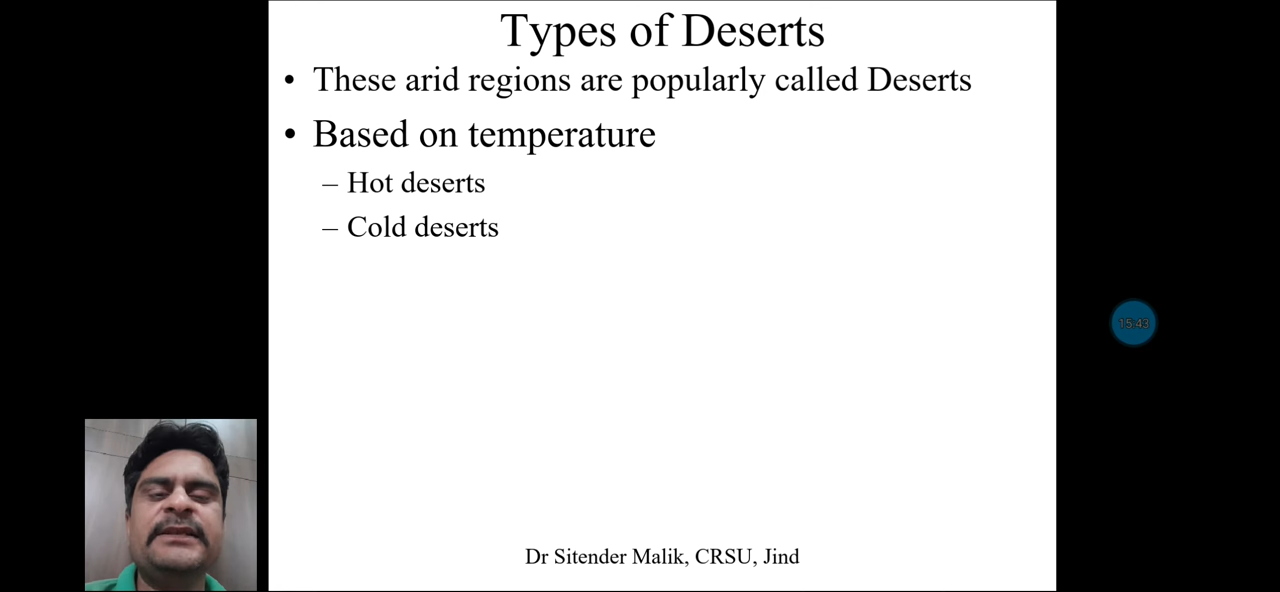 Types of Deserts
• These arid regions are popularly called Deserts
• Based on temperature
– Hot deserts
– Cold deserts
15:43
Dr Sitender Malik, CRSU, Jind